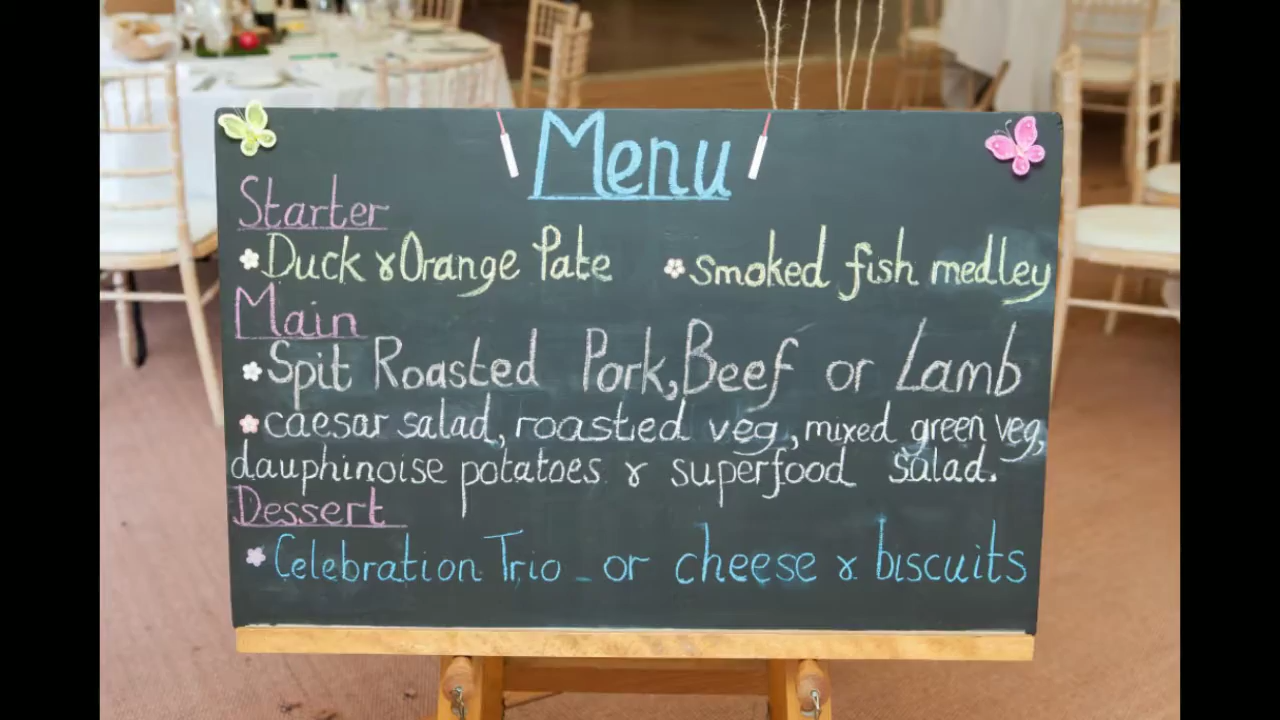 Menu
Starter
Duck & Orange Pate Smoked fish medley
Main
Spit Roasted Pork, Beef or Lamb
caesar salad, roasted veg, mixed green veg,
dauphinoise potatoes & superfood salad.
Dessert
Celebration Trio - or cheese & biscuits